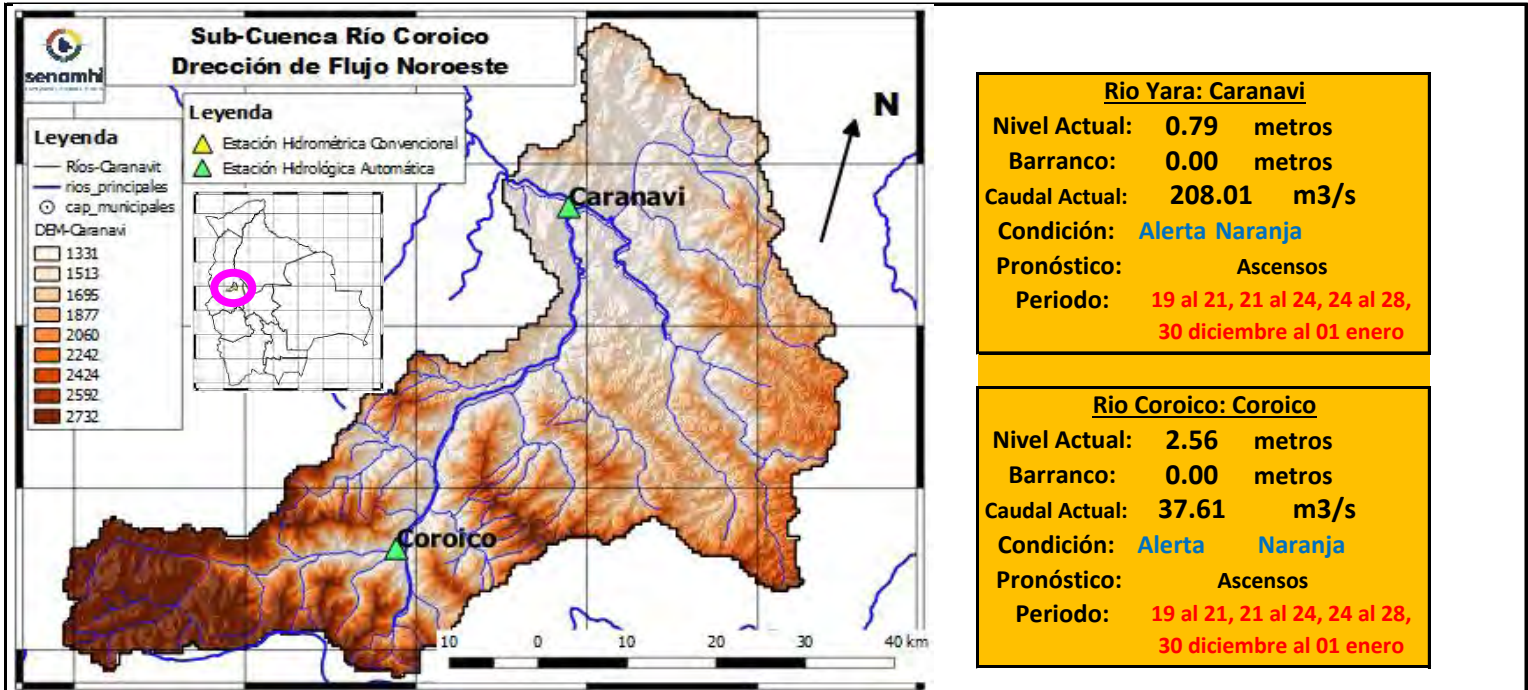 Sub-Cuenca Río Coroico
Drección de Flujo Noroeste
senamhi
Leyenda
Estación Hidrométrica Convencional
Estación Hidrológica Automática
Leyenda
Ríos-Caranavit
rios_principales
cap_municipales
DEM-Caranavi
1331
1513
1695
1877
2060
2242
2424
2592
2732
N
Caranavi
Coroico
10 0 10 20 30 40 km
Rio Yara: Caranavi
Nivel Actual: 0.79 metros
Barranco: 0.00 metros
Caudal Actual: 208.01 m3/s
Condición: Alerta Naranja
Pronóstico: Ascensos
Periodo: 19 al 21, 21 al 24, 24 al 28,
30 diciembre al 01 enero
Rio Coroico: Coroico
Nivel Actual: 2.56 metros
Barranco: 0.00 metros
Caudal Actual: 37.61 m3/s
Condición: Alerta Naranja
Pronóstico: Ascensos
Periodo: 19 al 21, 21 al 24, 24 al 28,
30 diciembre al 01 enero